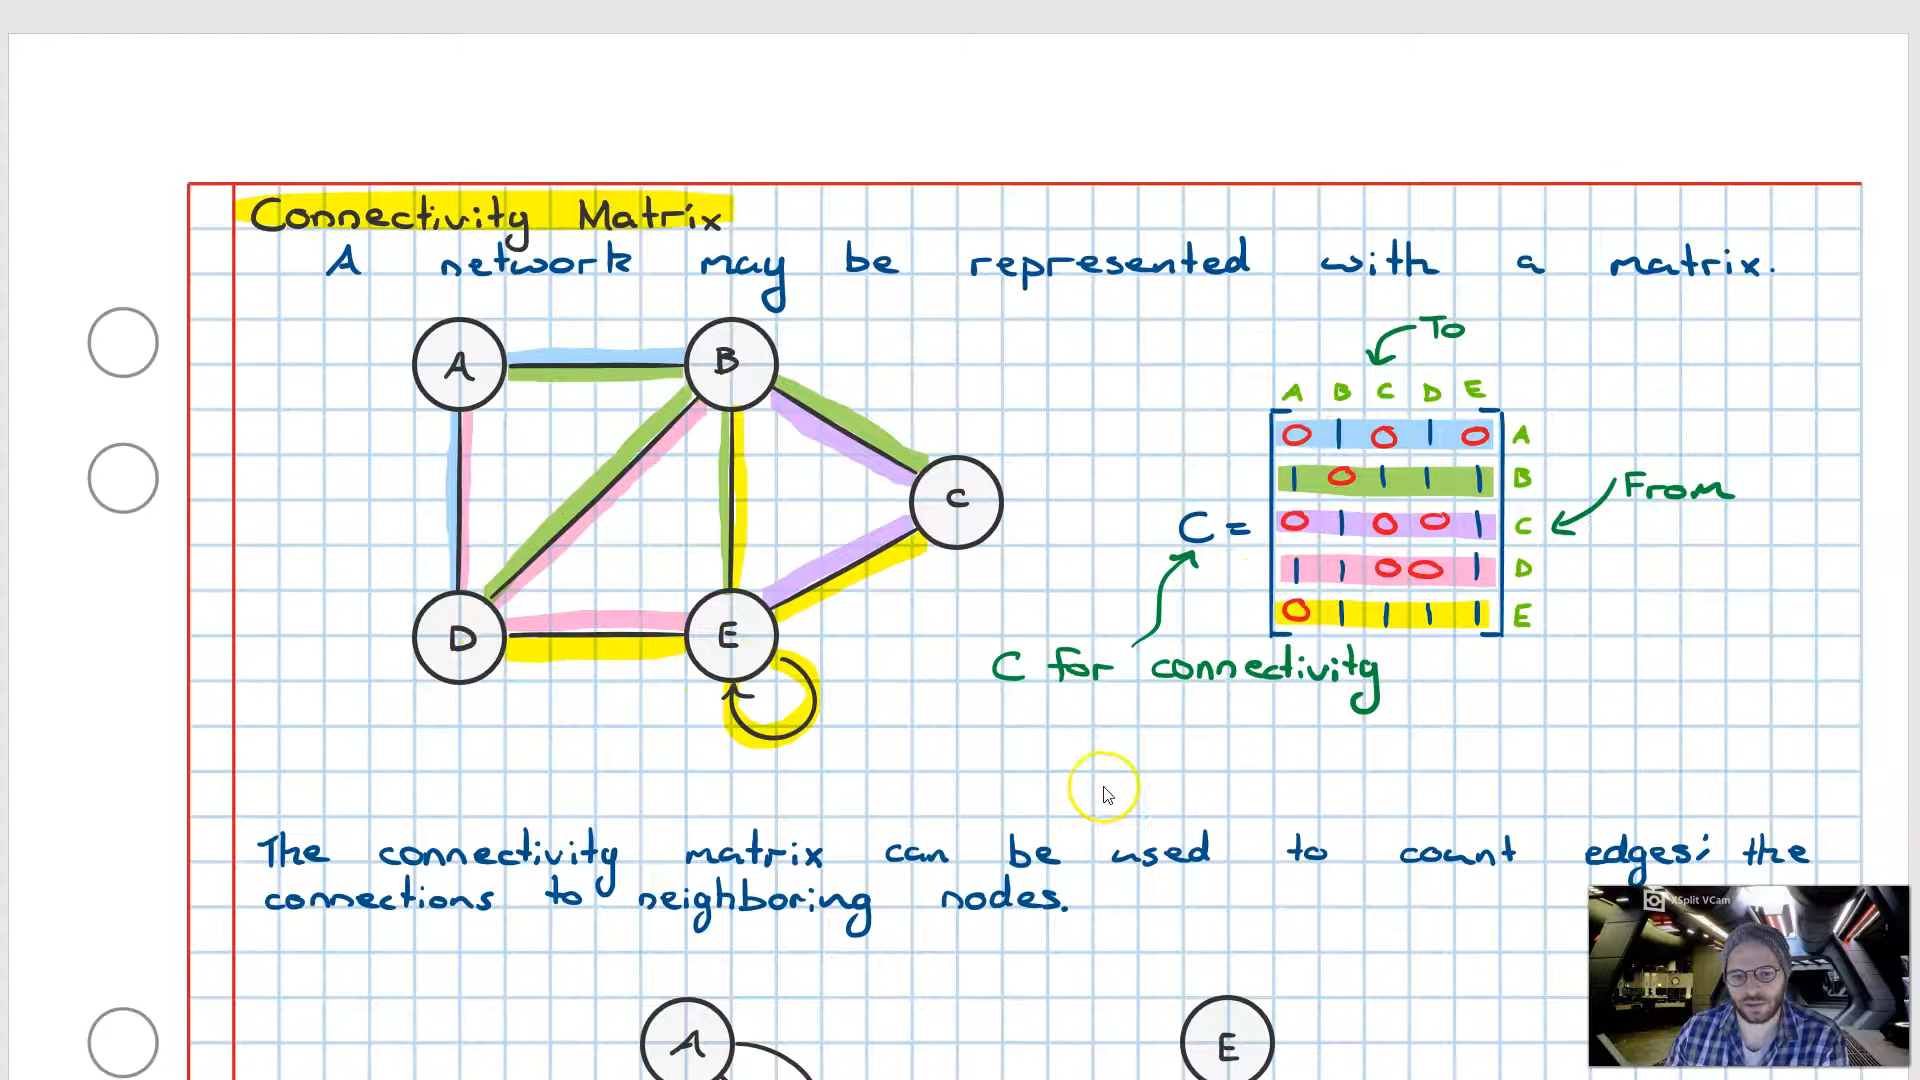 Connectivity Matrix
A network may be represented with a matrix.
To
A B C D E
A B C D E
0 1 0 1 0 A
1 0 1 1 1 B
From
C = 0 1 0 0 1 C
1 1 0 0 1 D
0 1 1 1 1 E
C for connectivity
The connectivity matrix can be used to count edges; the
connections to neighboring nodes.
XSplit VCam
A E